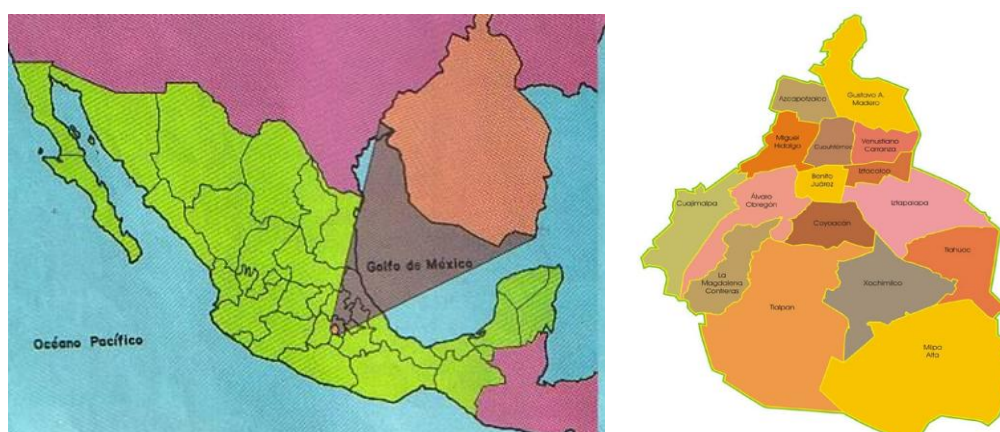 Golfo de México
Océano Pacífico
Gustavo A.
Madero
Azcapotzalco
Miguel
Hidalgo
Cuauhtémoc
Venustiano
Carranza
Iztacalco
Benito
Juárez
Cuajimalpa
Álvaro
Obregón
Iztapalapa
Coyoacán
Tlahuac
La
Magdalena
Contreras
Tlalpan
Xochimilco
Milpa
Alta